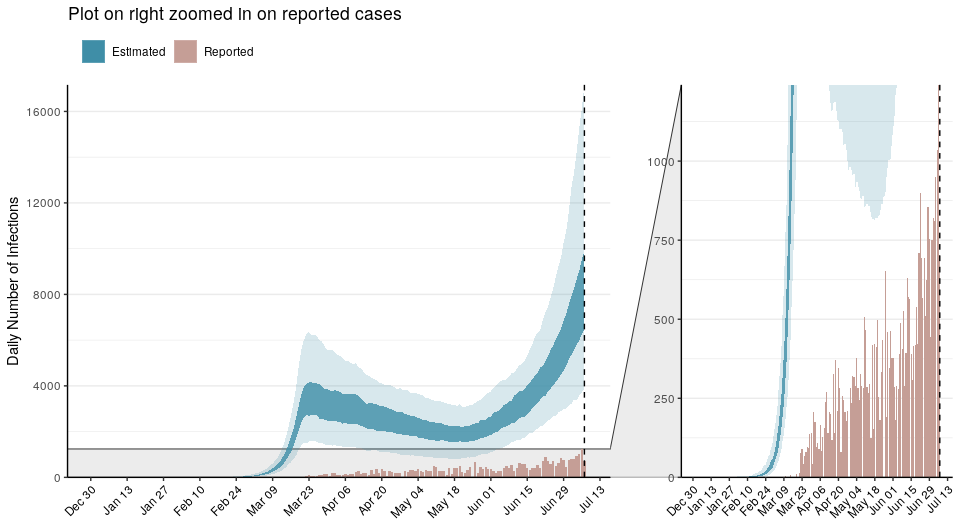 Plot on right zoomed in on reported cases
Estimated Reported
Daily Number of Infections
16000
12000
8000
4000
0
Dec 30 Jan 13 Jan 27 Feb 10 Feb 24 Mar 09 Mar 23 Apr 06 Apr 20 May 04 May 18 Jun 01 Jun 15 Jun 29 Jul 13
1000
750
500
250
0
Dec 30 Jan 13 Jan 27 Feb 10 Feb 24 Mar 09 Mar 23 Apr 06 Apr 20 May 04 May 18 Jun 01 Jun 15 Jun 29 Jul 13